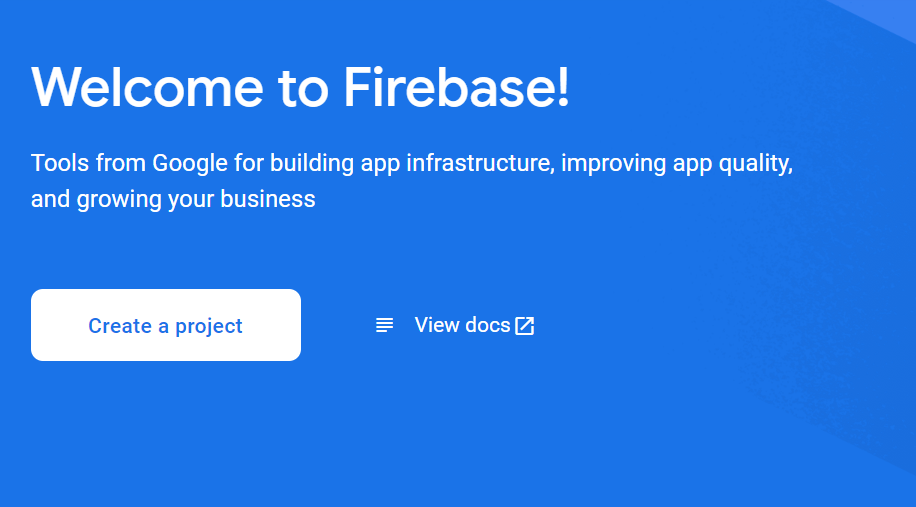 Welcome to Firebase!
Tools from Google for building app infrastructure, improving app quality,
and growing your business
Create a project
View docs